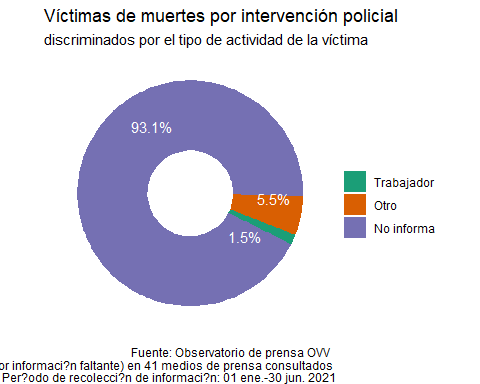 Víctimas de muertes por intervención policial
discriminados por el tipo de actividad de la víctima
93.1%
5.5%
1.5%
Trabajador
Otro
No informa
Fuente: Observatorio de prensa OVV
or informaci?n faltante) en 41 medios de prensa consultados
Per?odo de recolecci?n de informaci?n: 01 ene.-30 jun. 2021